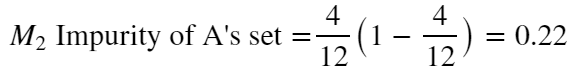 M₂ Impurity of A's set = 4/12 (1 − 4/12) = 0.22